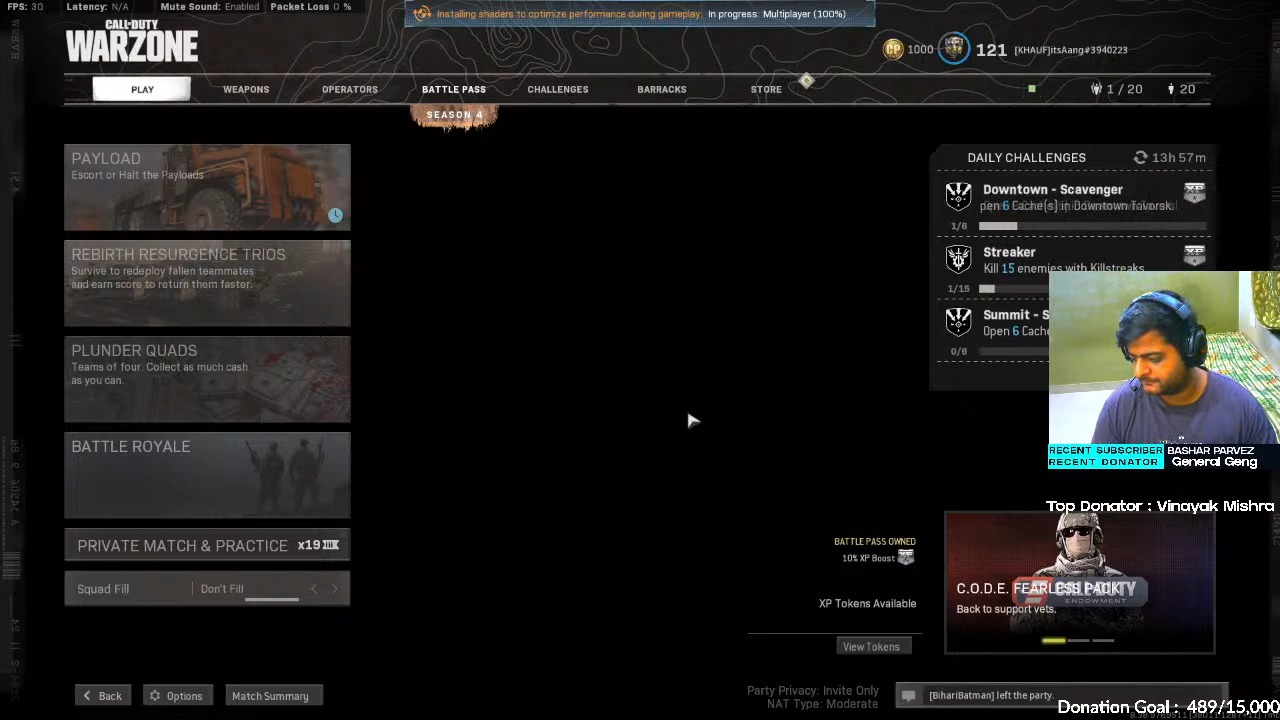 FPS: 30 Latency: N/A Mute Sound: Enabled Packet Loss 0 %
Installing shaders to optimize performance during gameplay. In progress: Multiplayer (100%)
CALL OF DUTY
WARZONE
CP 1000 121 [KHAUF]itsAang#3940223
PLAY WEAPONS OPERATORS BATTLE PASS CHALLENGES BARRACKS STORE 1 / 20 20
SEASON 4
PAYLOAD
Escort or Halt the Payloads
REBIRTH RESURGENCE TRIOS
Survive to redeploy fallen teammates
and earn score to return them faster.
PLUNDER QUADS
Teams of four. Collect as much cash
as you can.
BATTLE ROYALE
PRIVATE MATCH & PRACTICE x19
Squad Fill Don't Fill
DAILY CHALLENGES 13h 57m
Downtown - Scavenger
pen 6 Cache(s) in Downtown Tavorsk.
1/6
Streaker
Kill 15 enemies with Killstreaks
1/15
Summit - S
Open 6 Cache
0/6
RECENT SUBSCRIBER BASHAR PARVEZ
RECENT DONATOR General Geng
Top Donator : Vinayak Mishra
BATTLE PASS OWNED
10% XP Boost
XP Tokens Available
View Tokens
C.O.D.E. FEARLESS PACK
ENDOWMENT
Back to support vets.
Back Options Match Summary
Party Privacy: Invite Only
NAT Type: Moderate
[BihariBatman] left the party.
Donation Goal : 489/15,000